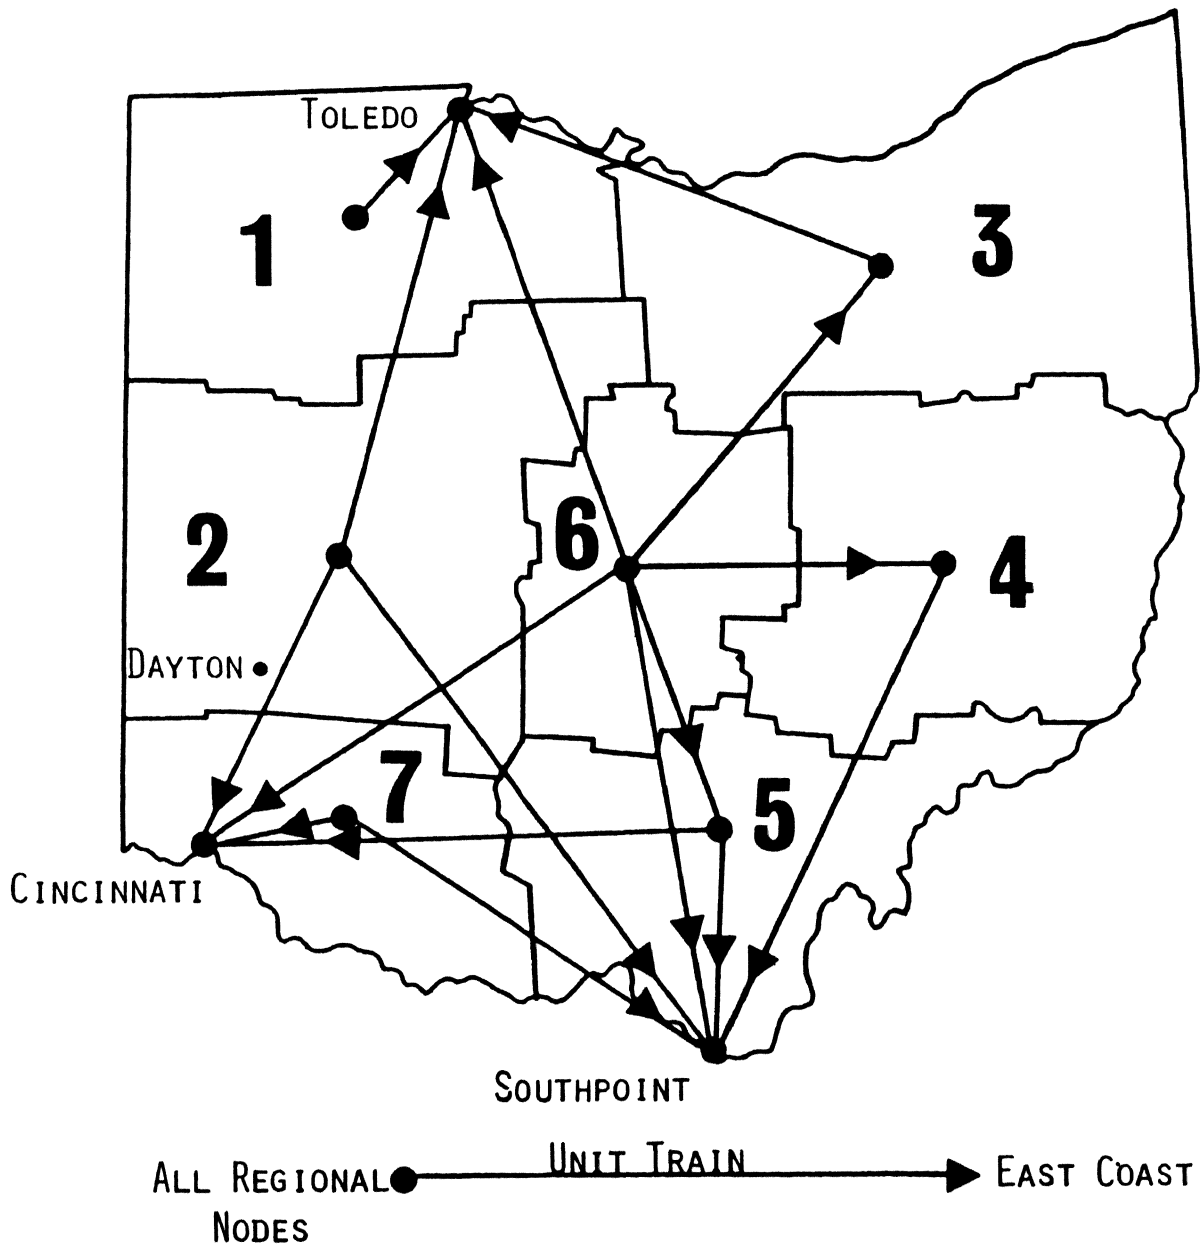 TOLEDO
1
3
2
6
4
DAYTON
7
5
CINCINNATI
SOUTHPOINT
UNIT TRAIN
ALL REGIONAL
NODES
EAST COAST